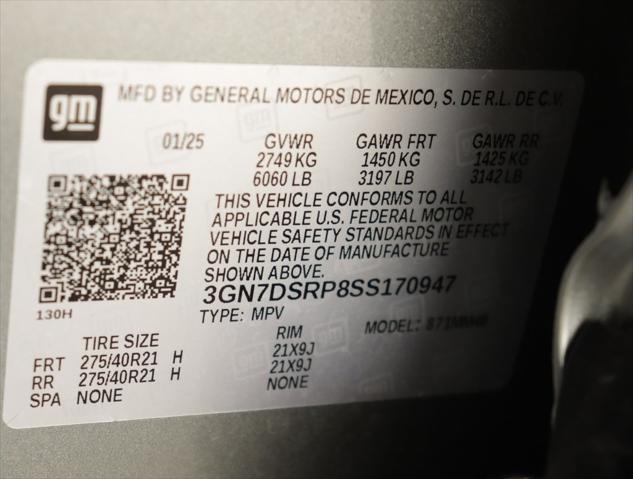 gm
MFD BY GENERAL MOTORS DE MEXICO, S. DE R.L. DE C.V.
01/25 GVWR GAWR FRT GAWR RR
2749 KG 1450 KG 1425 KG
6060 LB 3197 LB 3142 LB
THIS VEHICLE CONFORMS TO ALL
APPLICABLE U.S. FEDERAL MOTOR
VEHICLE SAFETY STANDARDS IN EFFECT
ON THE DATE OF MANUFACTURE
SHOWN ABOVE.
3GN7DSRP8SS170947
130H
TYPE: MPV MODEL:
TIRE SIZE RIM
FRT 275/40R21 H 21X9J
RR 275/40R21 H 21X9J
SPA NONE NONE